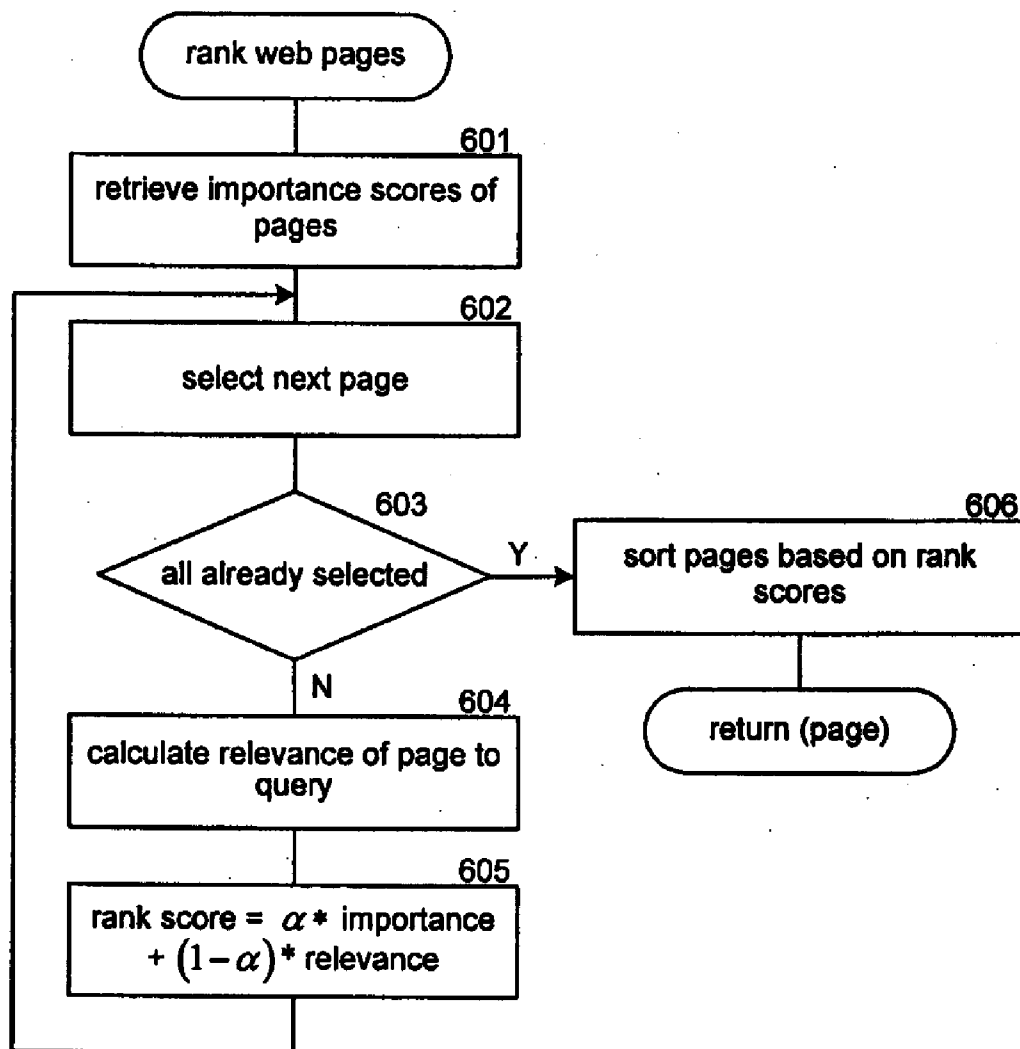 rank web pages
601
retrieve importance scores of
pages
602
select next page
603
all already selected
Y
N
606
sort pages based on rank
scores
return (page)
604
calculate relevance of page to
query
605
rank score = α * importance
+ (1 − α) * relevance